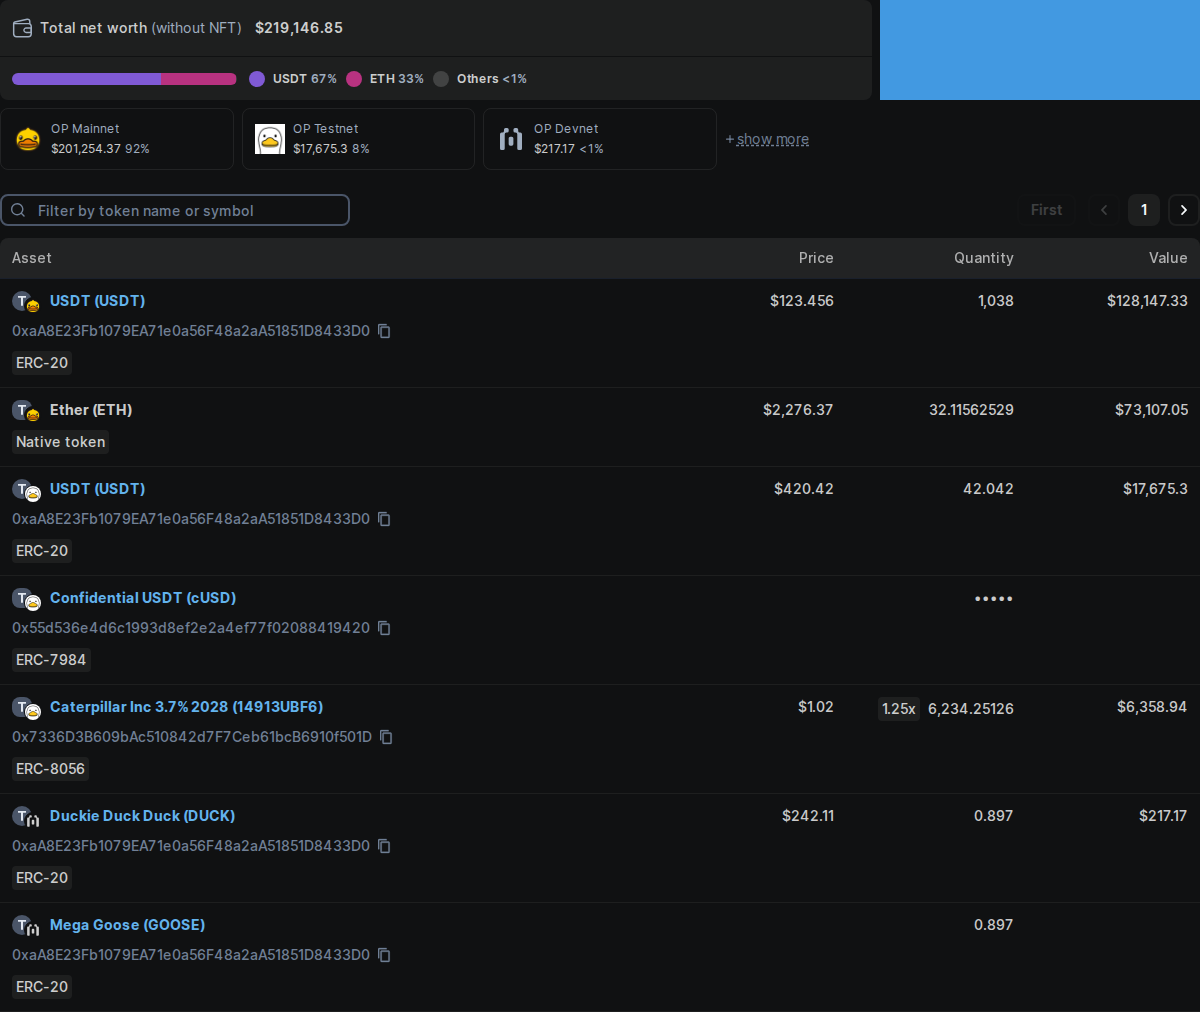 Total net worth (without NFT) $219,146.85
USDT 67% ETH 33% Others <1%
OP Mainnet
$201,254.37 92%
OP Testnet
$17,675.3 8%
OP Devnet
$217.17 <1%
+ show more
Filter by token name or symbol
First 1
Asset Price Quantity Value
T USDT (USDT) $123.456 1,038 $128,147.33
0xaA8E23Fb1079EA71e0a56F48a2aA51851D8433D0
ERC-20
T Ether (ETH) $2,276.37 32.11562529 $73,107.05
Native token
T USDT (USDT) $420.42 42.042 $17,675.3
0xaA8E23Fb1079EA71e0a56F48a2aA51851D8433D0
ERC-20
T Confidential USDT (cUSD) •••••
0x55d536e4d6c1993d8ef2e2a4ef77f02088419420
ERC-7984
T Caterpillar Inc 3.7% 2028 (14913UBF6) $1.02 1.25x 6,234.25126 $6,358.94
0x7336D3B609bAc510842d7F7Ceb61bcB6910f501D
ERC-8056
T Duckie Duck Duck (DUCK) $242.11 0.897 $217.17
0xaA8E23Fb1079EA71e0a56F48a2aA51851D8433D0
ERC-20
T Mega Goose (GOOSE) 0.897
0xaA8E23Fb1079EA71e0a56F48a2aA51851D8433D0
ERC-20